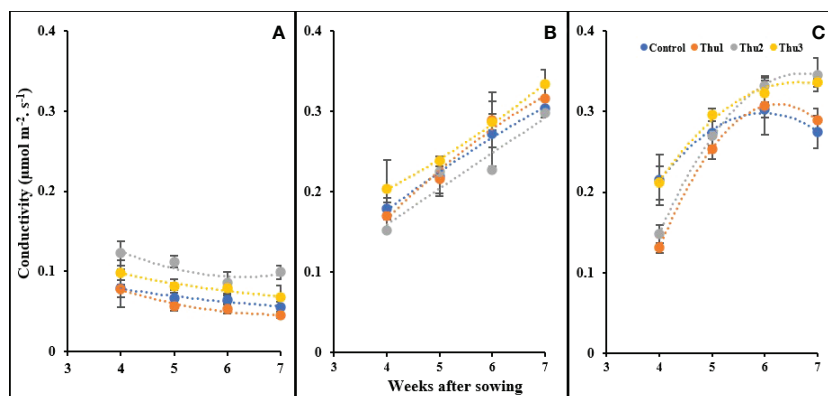 A
B
C
Control Thu1 Thu2 Thu3
Conductivity (µmol m⁻², s⁻¹)
0.4 0.4 0.4
0.3 0.3 0.3
0.2 0.2 0.2
0.1 0.1 0.1
0 0 0
3 4 5 6 7 3 4 5 6 7 3 4 5 6 7
Weeks after sowing